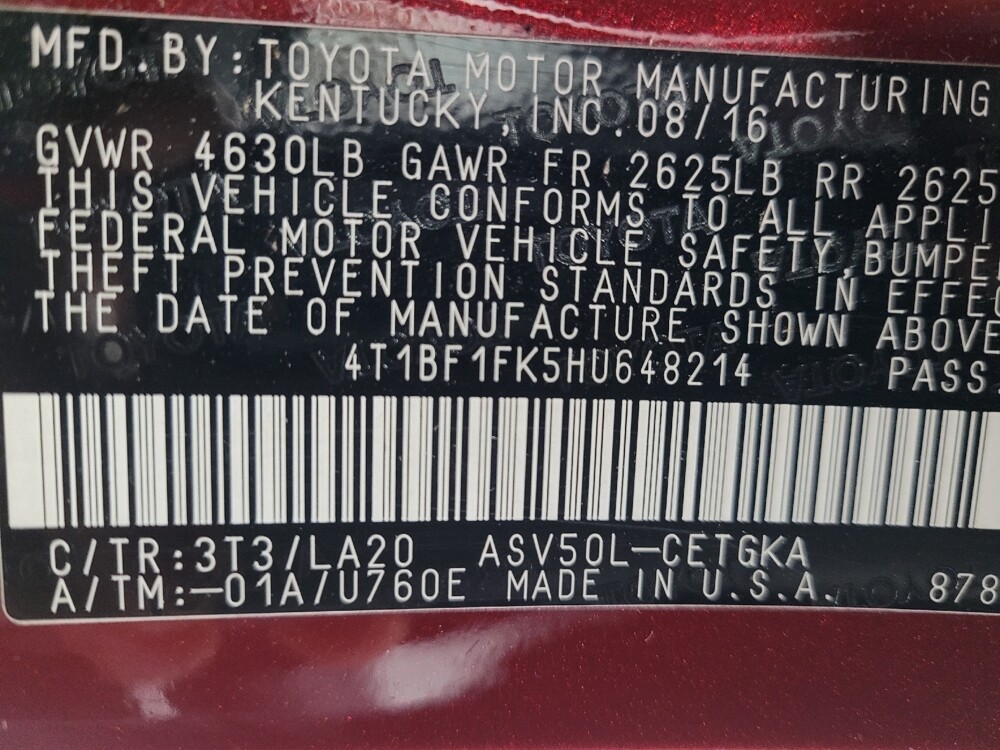 MFD. BY: TOYOTA MOTOR MANUFACTURING
KENTUCKY, INC. 08/16
GVWR 4630LB GAWR FR 2625LB RR 2625
THIS VEHICLE CONFORMS TO ALL APPLI
FEDERAL MOTOR VEHICLE SAFETY, BUMPE
THEFT PREVENTION STANDARDS IN EFFE
THE DATE OF MANUFACTURE SHOWN ABOVE
4T1BF1FK5HU648214 PASS.
C/TR:3T3/LA20 ASV50L-CETGKA
A/TM:-01A/U760E MADE IN U.S.A. 878